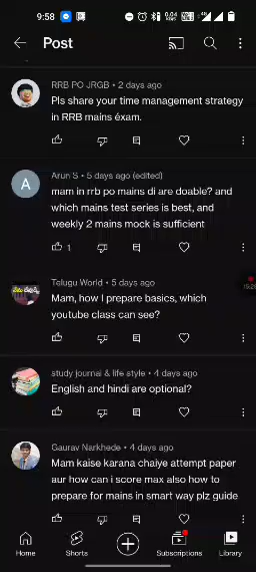 9:58
Post
RRB PO JRGB • 2 days ago
Pls share your time management strategy
in RRB mains éxam.
Arun S • 5 days ago (edited)
mam in rrb po mains di are doable? and
which mains test series is best, and
weekly 2 mains mock is sufficient
1
Telugu World • 5 days ago
Mam, how I prepare basics, which
youtube class can see?
study journal & life style • 4 days ago
English and hindi are optional?
Gaurav Narkhede • 4 days ago
Mam kaise karana chaiye attempt paper
aur how can i score max also how to
prepare for mains in smart way plz guide
Home
Shorts
Subscriptions
Library